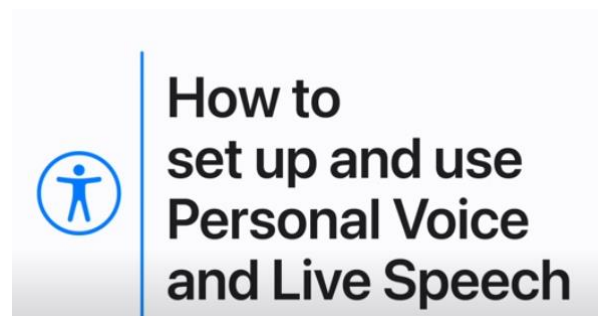 How to
set up and use
Personal Voice
and Live Speech